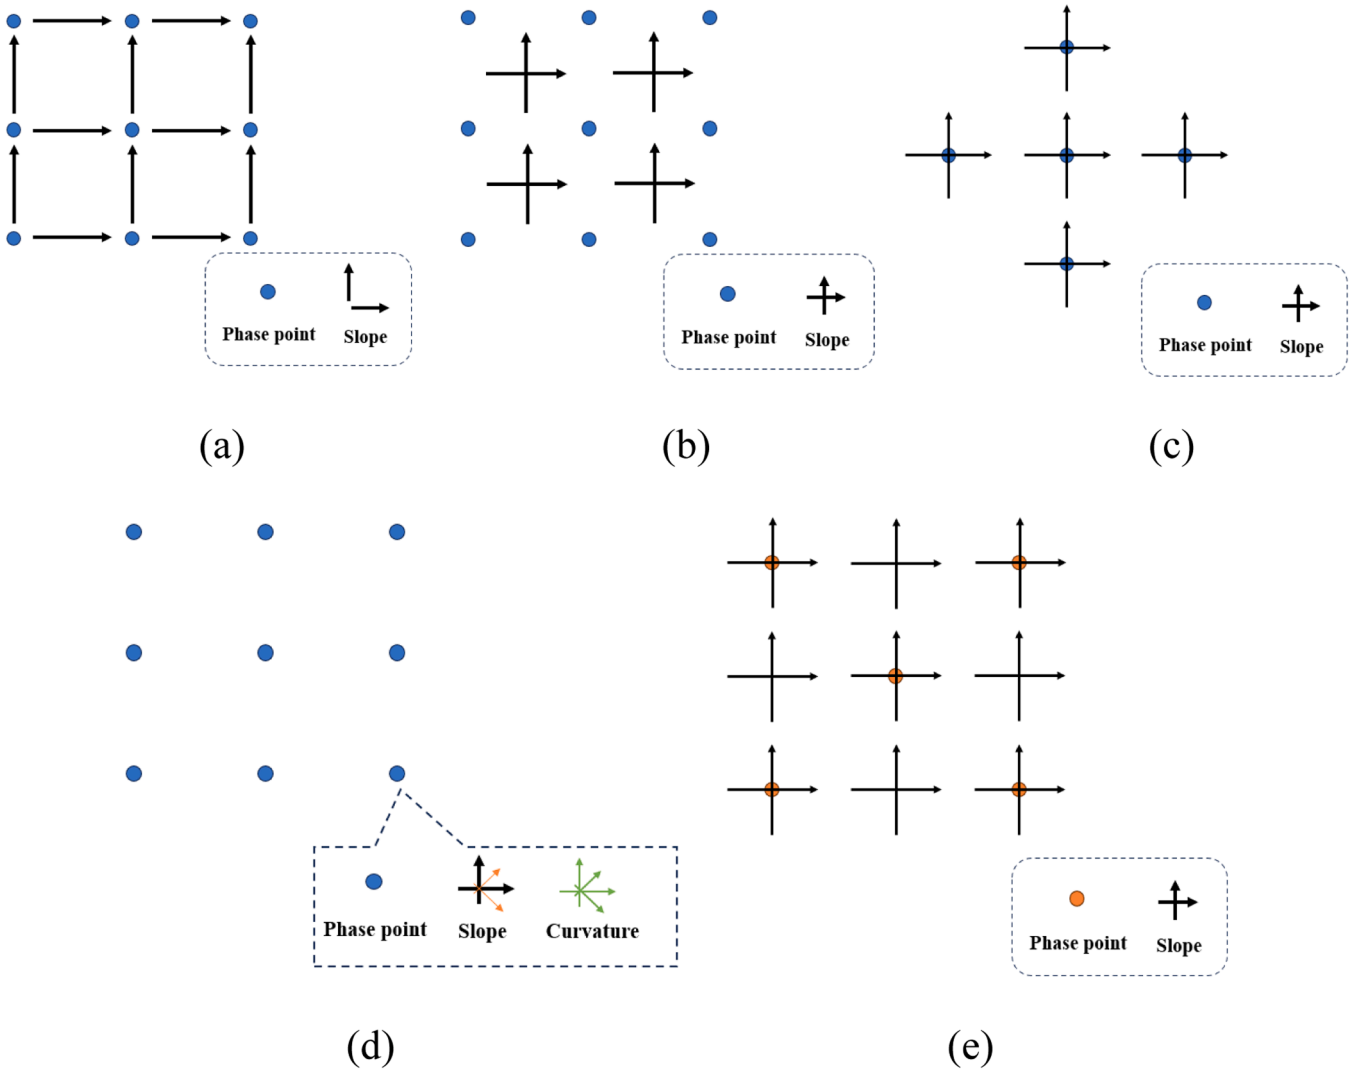 Phase point Slope
Phase point Slope
Phase point Slope
(a)
(b)
(c)
Phase point Slope Curvature
Phase point Slope
(d)
(e)